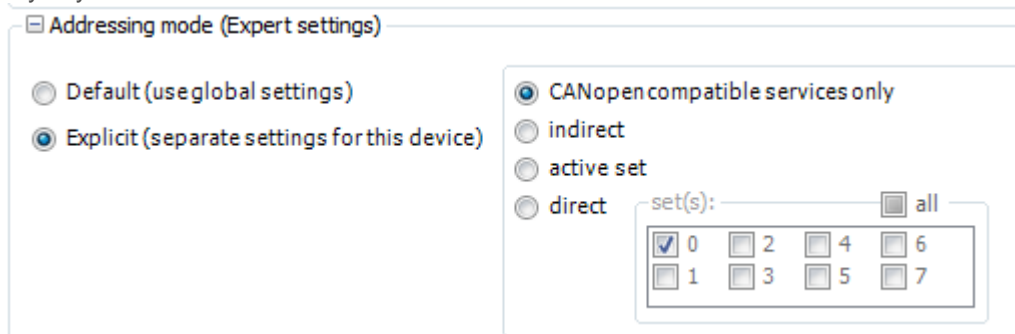 Addressing mode (Expert settings)
Default (use global settings)
Explicit (separate settings for this device)
CANopen compatible services only
indirect
active set
direct
set(s):
all
0 2 4 6
1 3 5 7